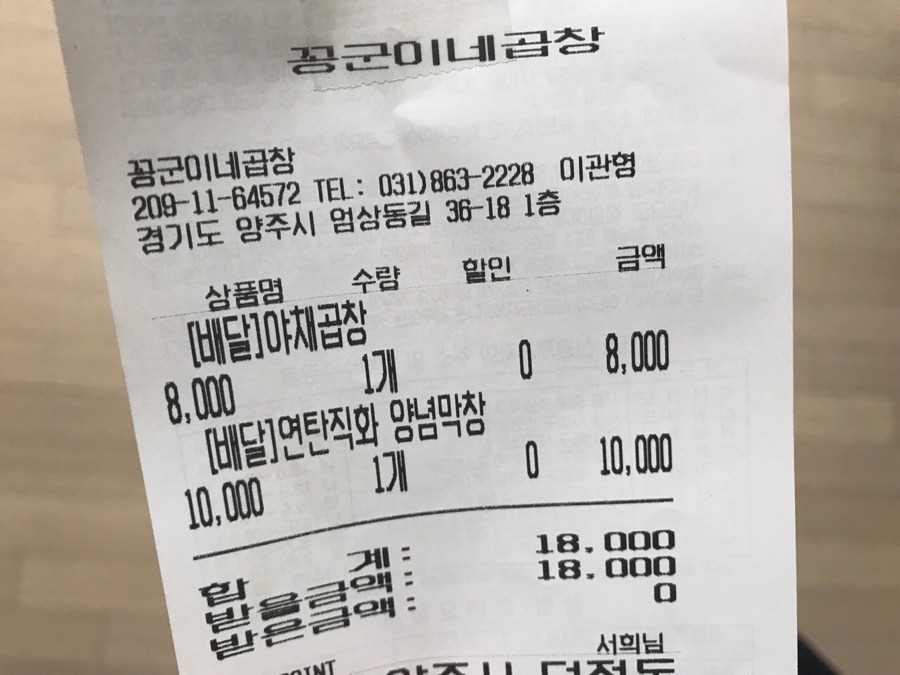 꽁군이네곱창
꽁군이네곱창
209-11-64572 TEL: 031)863-2228 이관형
경기도 양주시 엄상동길 36-18 1층
상품명 수량 할인 금액
[배달]야채곱창
8,000 1개 0 8,000
[배달]연탄직화 양념막창
10,000 1개 0 10,000
합 계: 18,000
받을금액: 18,000
받은금액: 0
서희님
POINT